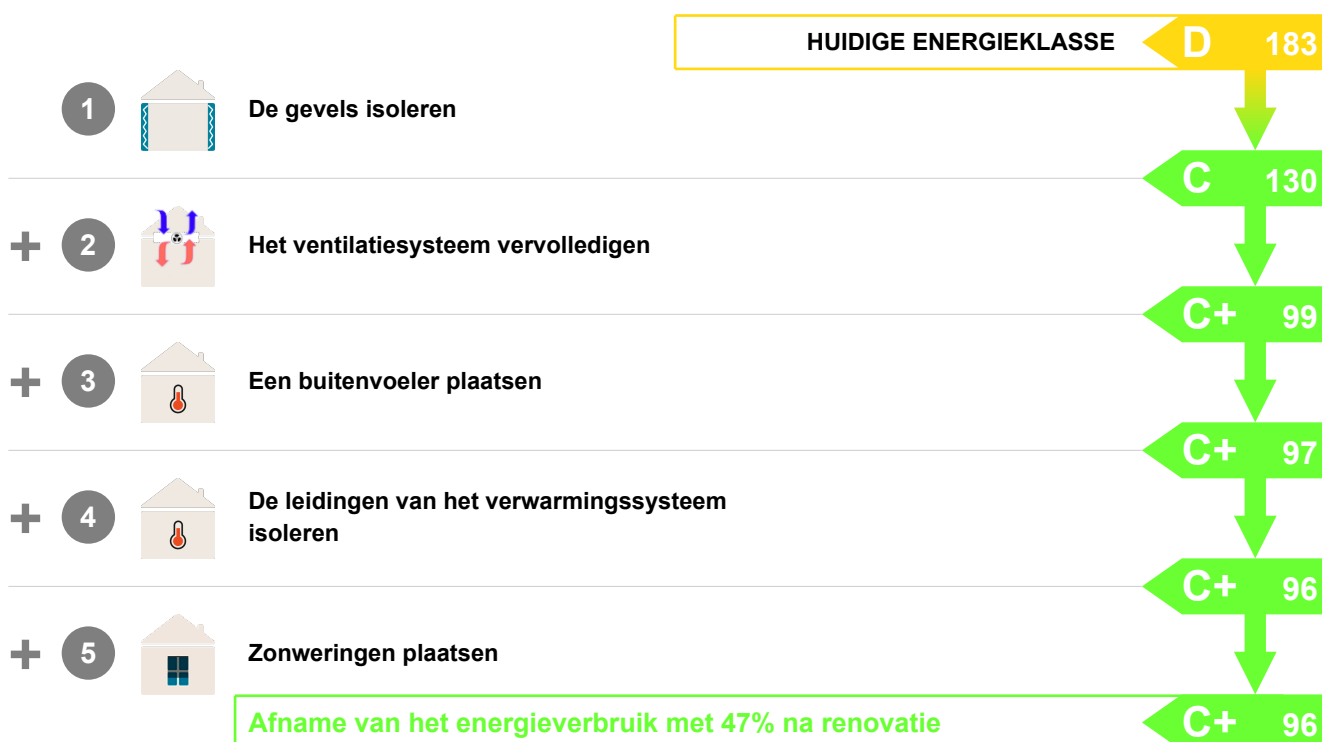 HUIDIGE ENERGIEKLASSE D 183
1 De gevels isoleren
C 130
+ 2 Het ventilatiesysteem vervolledigen
C+ 99
+ 3 Een buitenvoeler plaatsen
C+ 97
+ 4 De leidingen van het verwarmingssysteem
isoleren
C+ 96
+ 5 Zonweringen plaatsen
Afname van het energieverbruik met 47% na renovatie C+ 96